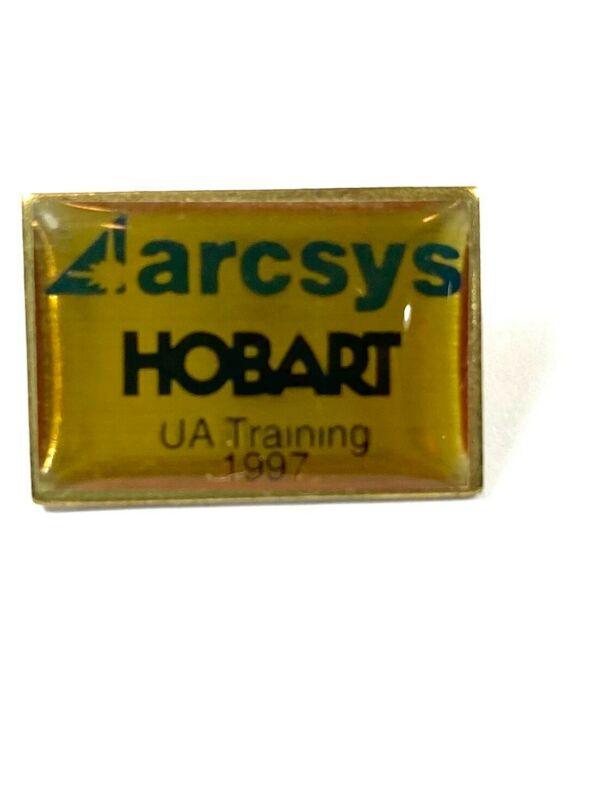 arcsys
HOBART
UA Training
1997